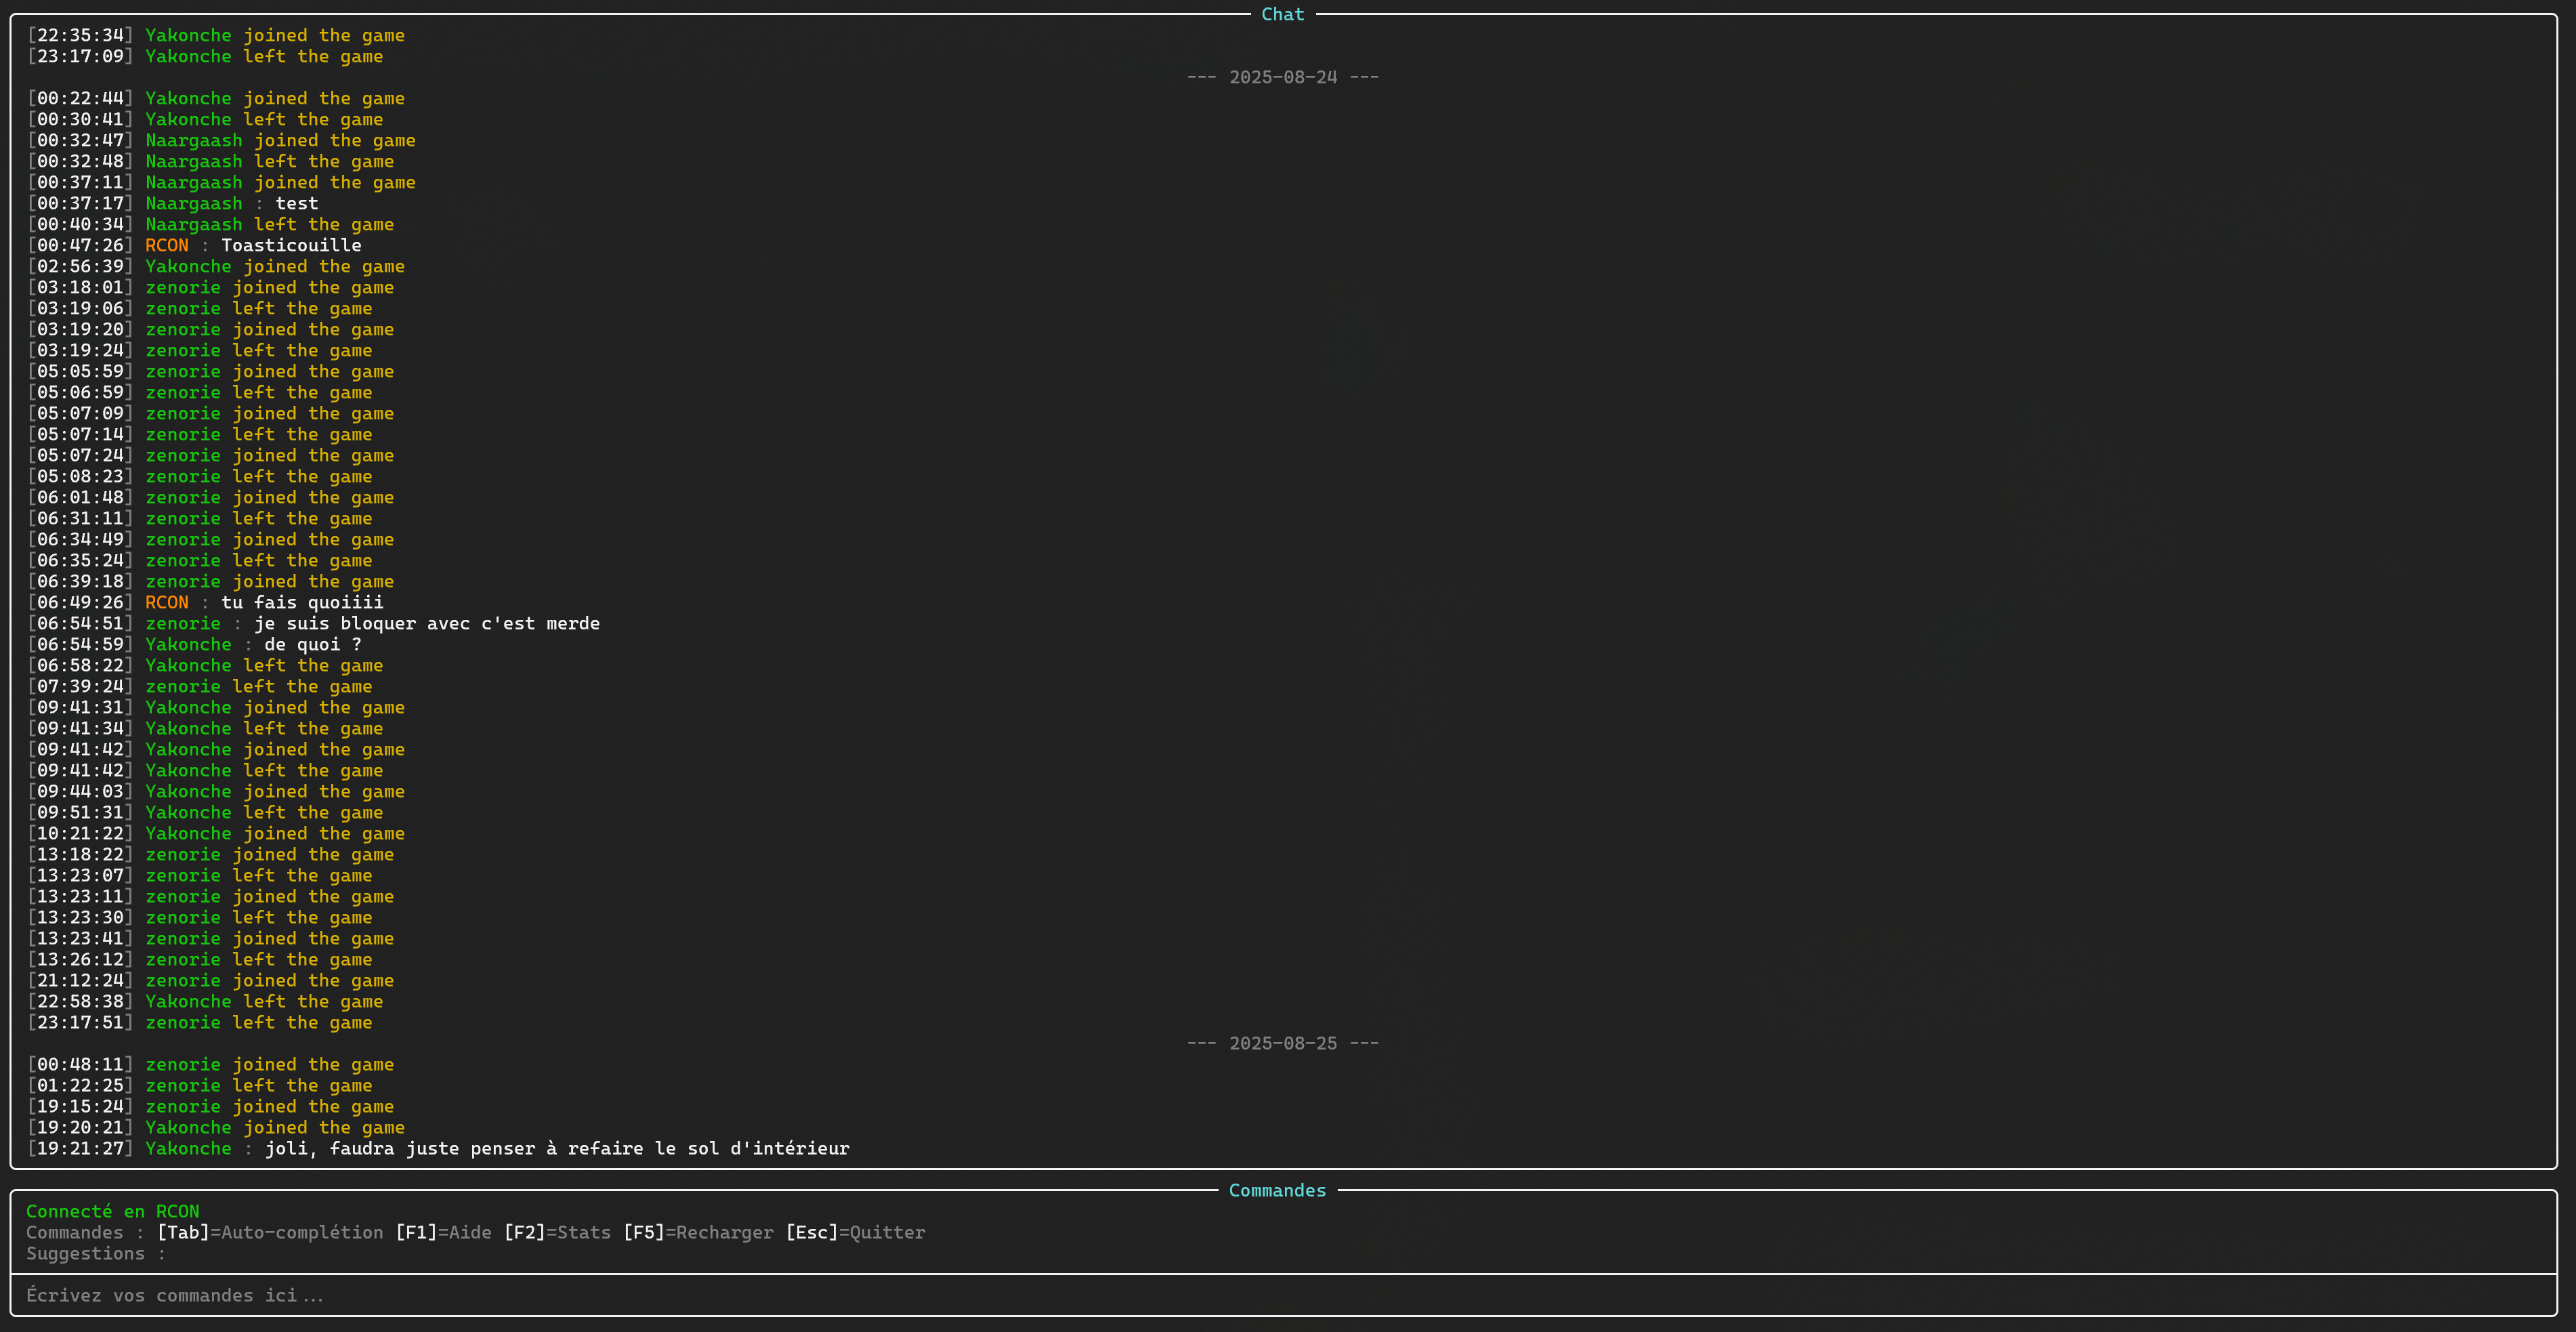 Chat
[22:35:34] Yakonche joined the game
[23:17:09] Yakonche left the game
--- 2025-08-24 ---
[00:22:44] Yakonche joined the game
[00:30:41] Yakonche left the game
[00:32:47] Naargaash joined the game
[00:32:48] Naargaash left the game
[00:37:11] Naargaash joined the game
[00:37:17] Naargaash : test
[00:40:34] Naargaash left the game
[00:47:26] RCON : Toasticouille
[02:56:39] Yakonche joined the game
[03:18:01] zenorie joined the game
[03:19:06] zenorie left the game
[03:19:20] zenorie joined the game
[03:19:24] zenorie left the game
[05:05:59] zenorie joined the game
[05:06:59] zenorie left the game
[05:07:09] zenorie joined the game
[05:07:14] zenorie left the game
[05:07:24] zenorie joined the game
[05:08:23] zenorie left the game
[06:01:48] zenorie joined the game
[06:31:11] zenorie left the game
[06:34:49] zenorie joined the game
[06:35:24] zenorie left the game
[06:39:18] zenorie joined the game
[06:49:26] RCON : tu fais quoiiii
[06:54:51] zenorie : je suis bloquer avec c'est merde
[06:54:59] Yakonche : de quoi ?
[06:58:22] Yakonche left the game
[07:39:24] zenorie left the game
[09:41:31] Yakonche joined the game
[09:41:34] Yakonche left the game
[09:41:42] Yakonche joined the game
[09:41:42] Yakonche left the game
[09:44:03] Yakonche joined the game
[09:51:31] Yakonche left the game
[10:21:22] Yakonche joined the game
[13:18:22] zenorie joined the game
[13:23:07] zenorie left the game
[13:23:11] zenorie joined the game
[13:23:30] zenorie left the game
[13:23:41] zenorie joined the game
[13:26:12] zenorie left the game
[21:12:24] zenorie joined the game
[22:58:38] Yakonche left the game
[23:17:51] zenorie left the game
--- 2025-08-25 ---
[00:48:11] zenorie joined the game
[01:22:25] zenorie left the game
[19:15:24] zenorie joined the game
[19:20:21] Yakonche joined the game
[19:21:27] Yakonche : joli, faudra juste penser à refaire le sol d'intérieur
Commandes
Connecté en RCON
Commandes : [Tab]=Auto-complétion [F1]=Aide [F2]=Stats [F5]=Recharger [Esc]=Quitter
Suggestions :
Écrivez vos commandes ici...